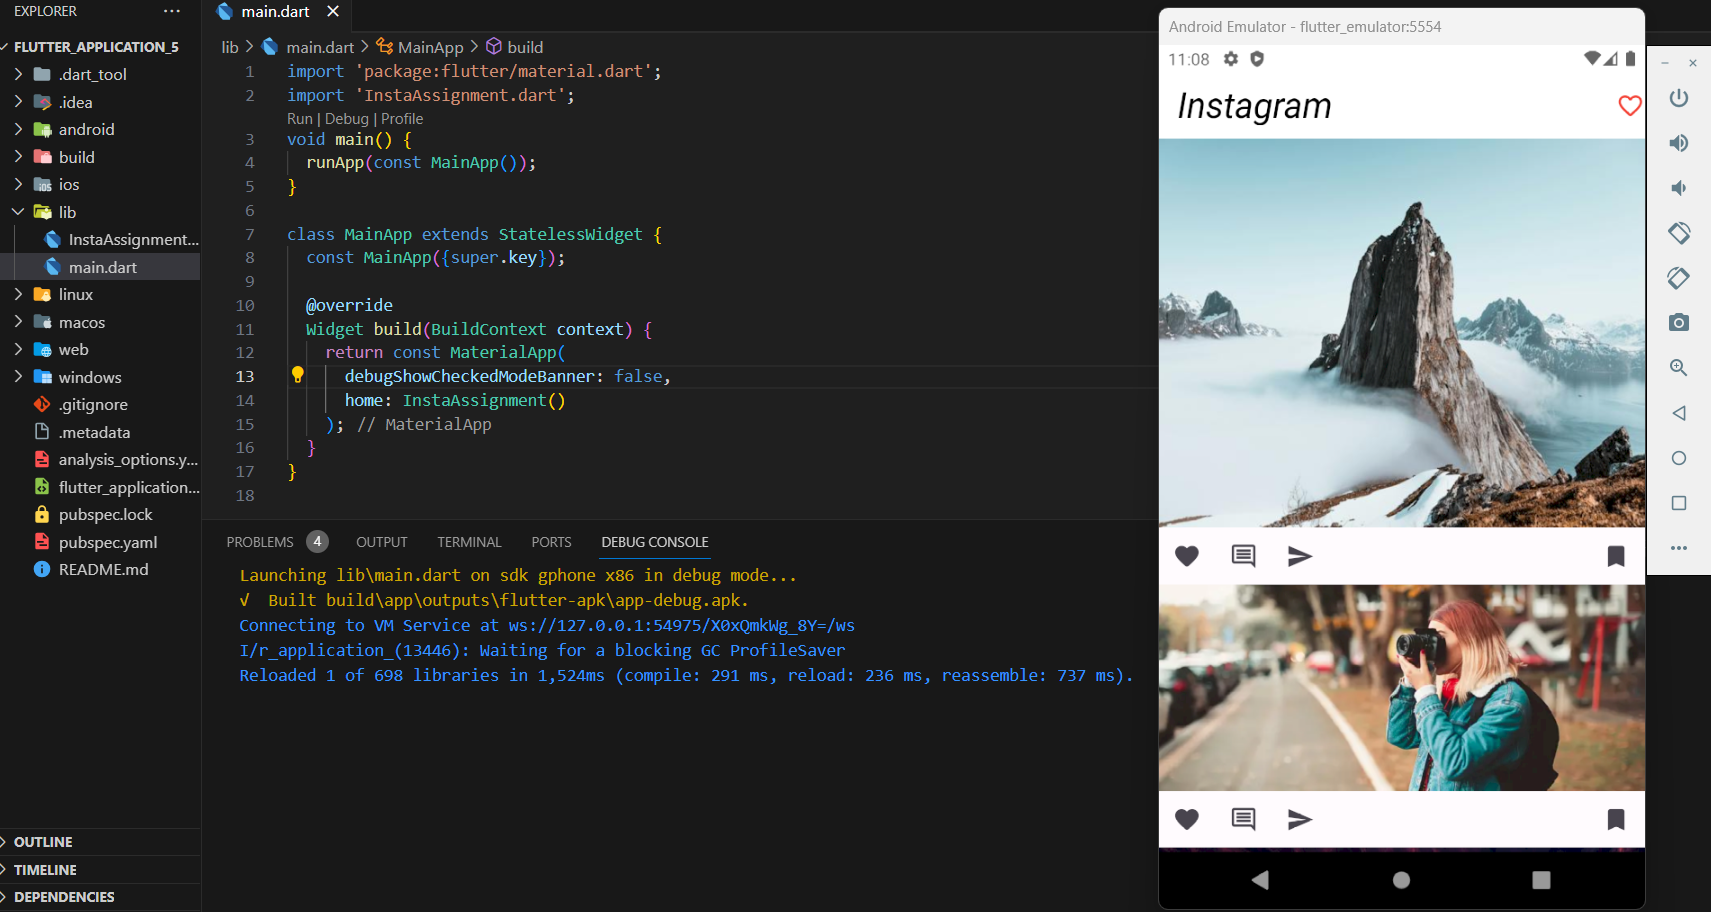 EXPLORER
FLUTTER_APPLICATION_5
.dart_tool
.idea
android
build
ios
lib
InstaAssignment...
main.dart
linux
macos
web
windows
.gitignore
.metadata
analysis_options.y...
flutter_application...
pubspec.lock
pubspec.yaml
README.md
OUTLINE
TIMELINE
DEPENDENCIES
main.dart
lib > main.dart > MainApp > build
1 import 'package:flutter/material.dart';
2 import 'InstaAssignment.dart';
Run | Debug | Profile
3 void main() {
4 runApp(const MainApp());
5 }
6
7 class MainApp extends StatelessWidget {
8 const MainApp({super.key});
9
10 @override
11 Widget build(BuildContext context) {
12 return const MaterialApp(
13 debugShowCheckedModeBanner: false,
14 home: InstaAssignment()
15 ); // MaterialApp
16 }
17 }
18
PROBLEMS 4 OUTPUT TERMINAL PORTS DEBUG CONSOLE
Launching lib\main.dart on sdk gphone x86 in debug mode...
√ Built build\app\outputs\flutter-apk\app-debug.apk.
Connecting to VM Service at ws://127.0.0.1:54975/X0xQmkWg_8Y=/ws
I/r_application_(13446): Waiting for a blocking GC ProfileSaver
Reloaded 1 of 698 libraries in 1,524ms (compile: 291 ms, reload: 236 ms, reassemble: 737 ms).
Android Emulator - flutter_emulator:5554
11:08
Instagram